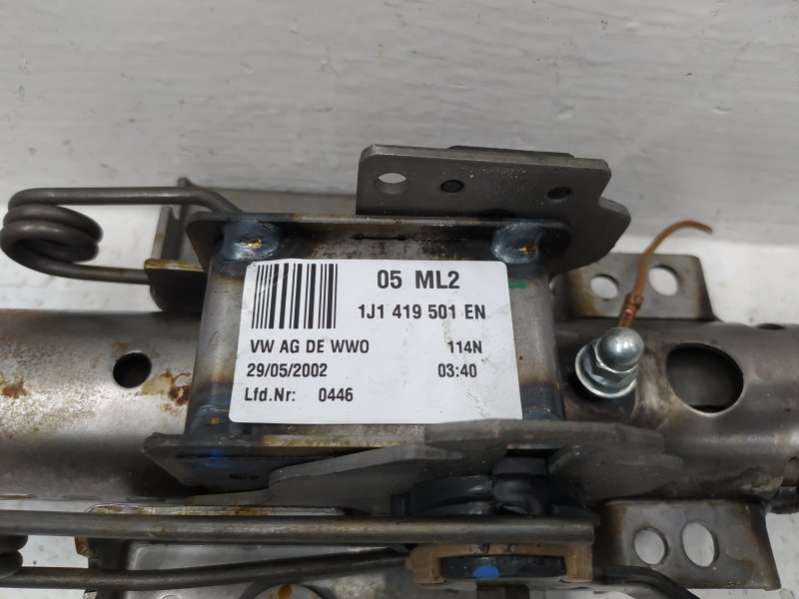 05 ML2
1J1 419 501 EN
VW AG DE WWO 114N
29/05/2002 03:40
Lfd.Nr: 0446